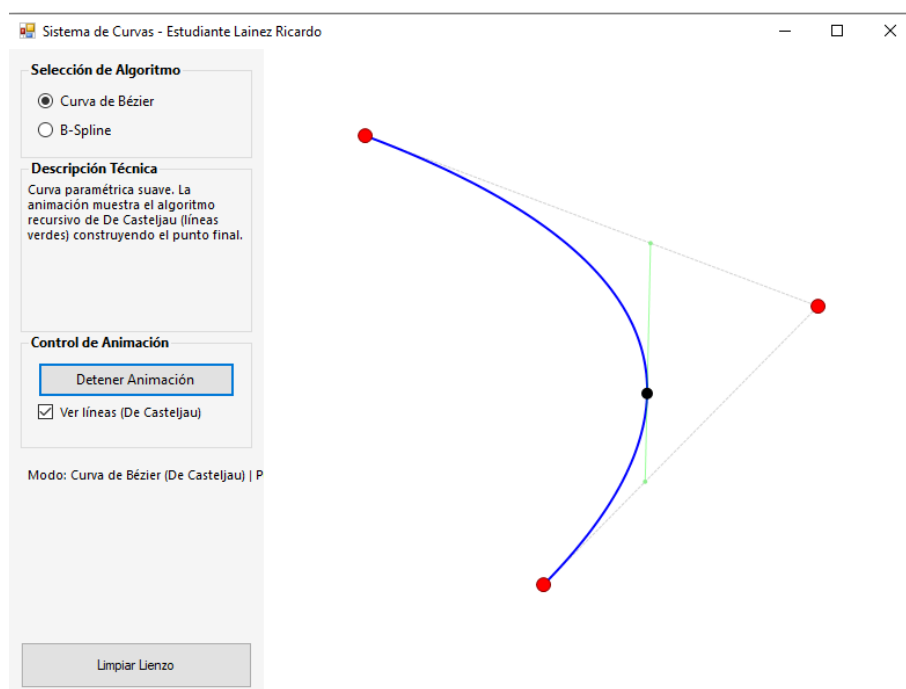 Sistema de Curvas - Estudiante Lainez Ricardo
Selección de Algoritmo
Curva de Bézier
B-Spline
Descripción Técnica
Curva paramétrica suave. La
animación muestra el algoritmo
recursivo de De Casteljau (líneas
verdes) construyendo el punto final.
Control de Animación
Detener Animación
Ver líneas (De Casteljau)
Modo: Curva de Bézier (De Casteljau) | P
Limpiar Lienzo